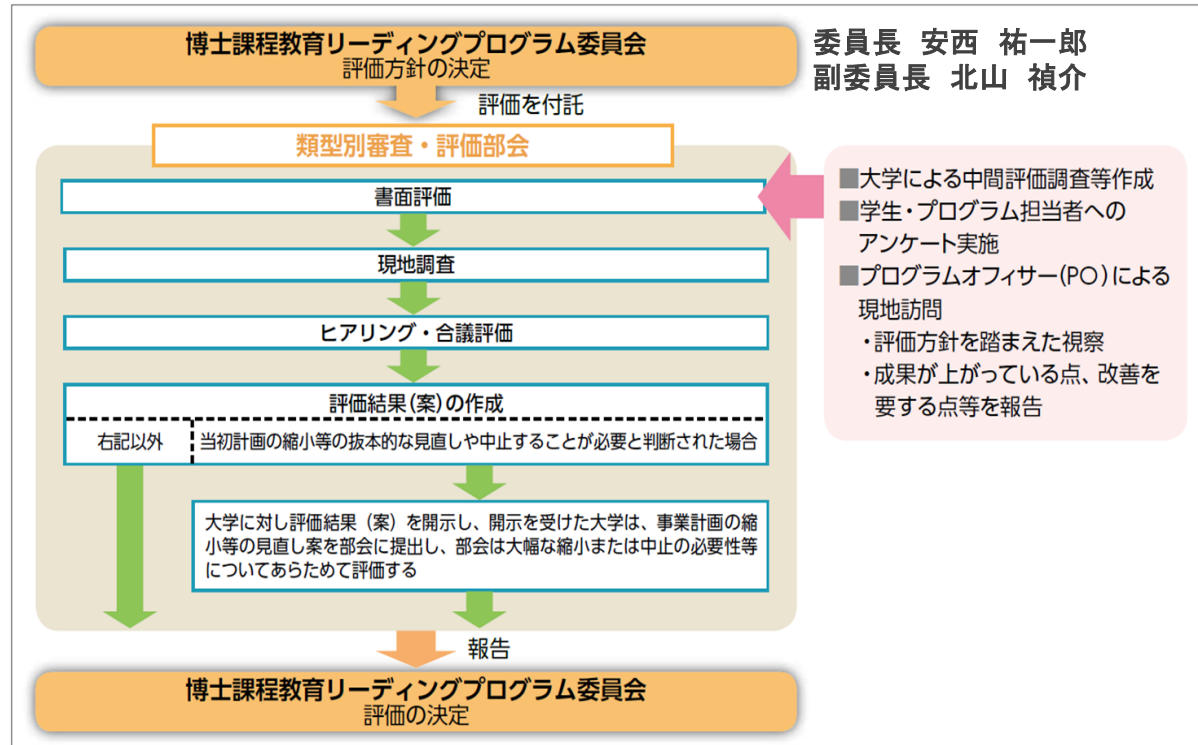 博士課程教育リーディングプログラム委員会
評価方針の決定
委員長 安西 祐一郎
副委員長 北山 禎介
評価を付託
類型別審査・評価部会
書面評価
現地調査
ヒアリング・合議評価
評価結果(案)の作成
右記以外
当初計画の縮小等の抜本的な見直しや中止することが必要と判断された場合
大学に対し評価結果（案）を開示し、開示を受けた大学は、事業計画の縮
小等の見直し案を部会に提出し、部会は大幅な縮小または中止の必要性等
についてあらためて評価する
■大学による中間評価調査等作成
■学生・プログラム担当者への
アンケート実施
■プログラムオフィサー(PO)による
現地訪問
・評価方針を踏まえた視察
・成果が上がっている点、改善を
要する点等を報告
報告
博士課程教育リーディングプログラム委員会
評価の決定